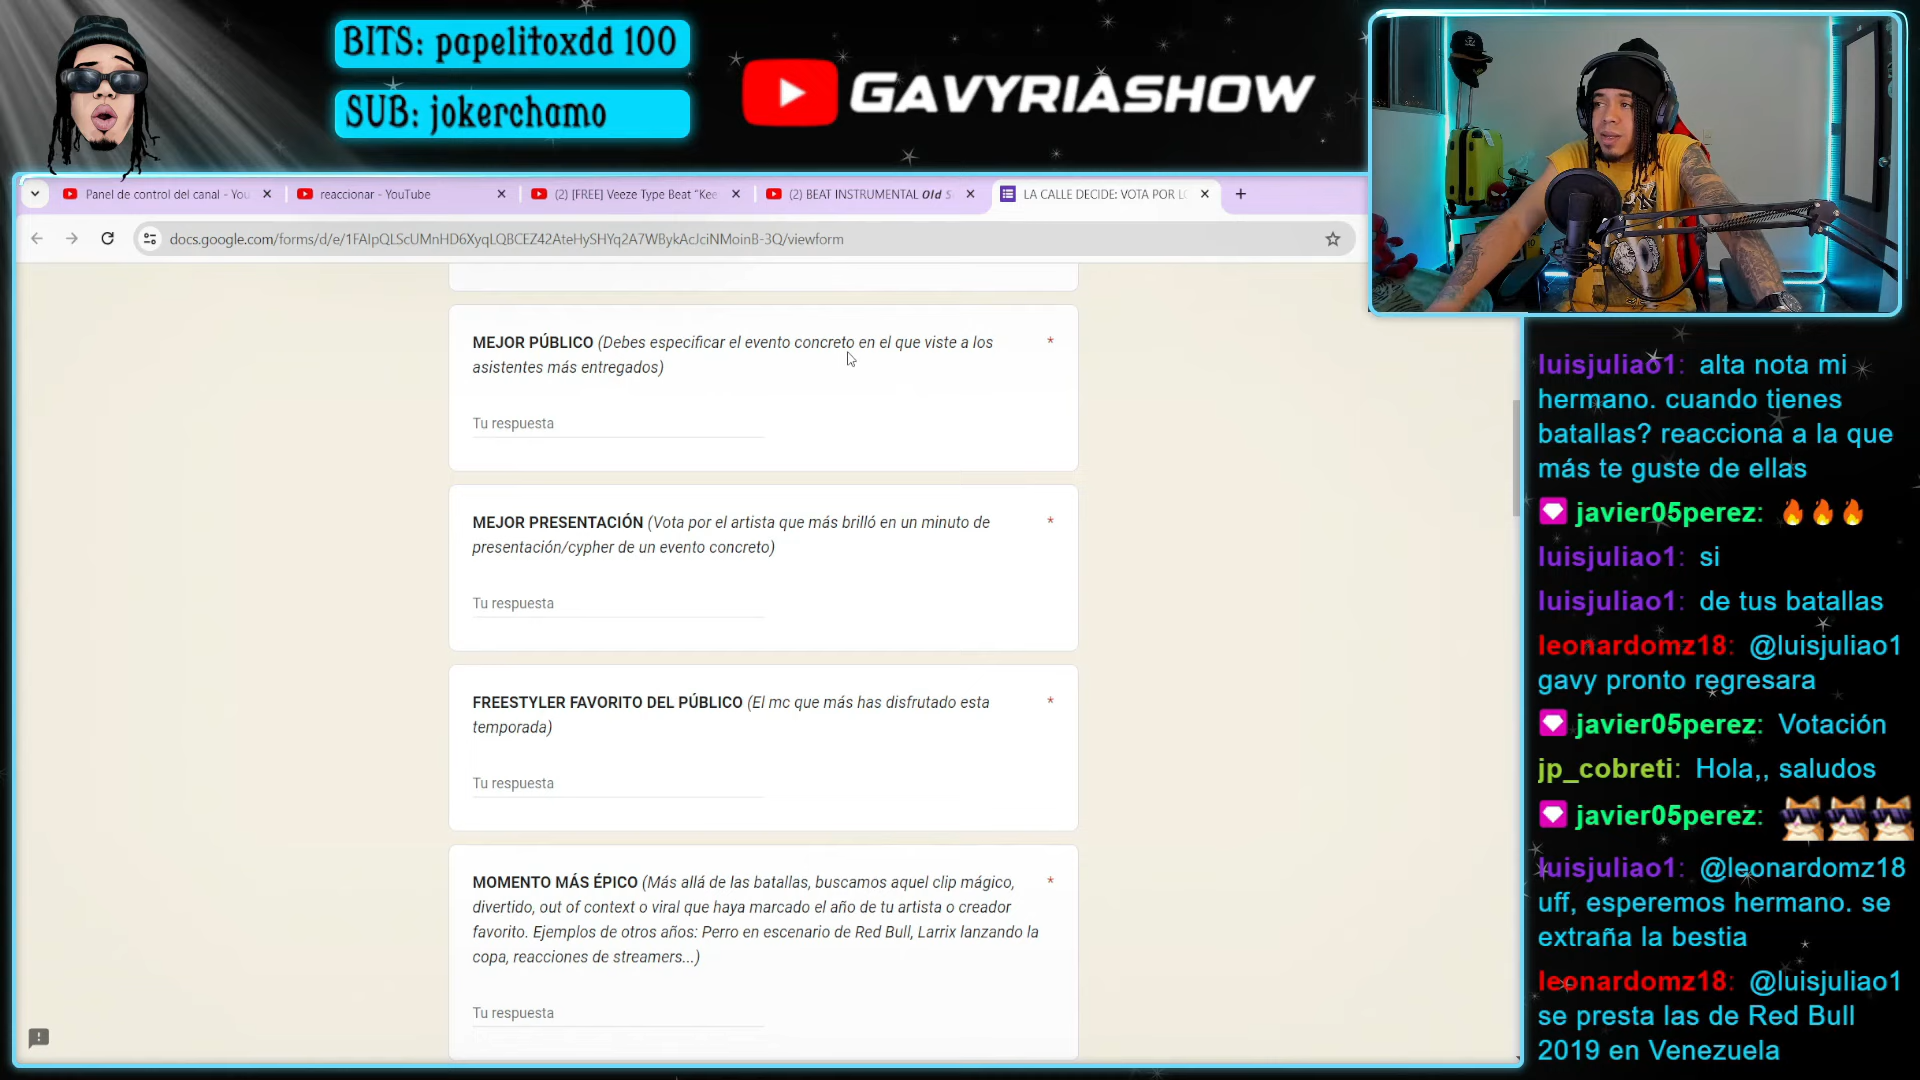 BITS: papelitoxdd 100
SUB: jokerchamo
GAVYRIASHOW
Panel de control del canal - You
reaccionar - YouTube
(2) [FREE] Veeze Type Beat "Kee
(2) BEAT INSTRUMENTAL Old S
LA CALLE DECIDE: VOTA POR LO
docs.google.com/forms/d/e/1FAIpQLScUMnHD6XyqLQBCEZ42AteHySHYq2A7WBykAcJciNMoinB-3Q/viewform
MEJOR PÚBLICO (Debes especificar el evento concreto en el que viste a los *
asistentes más entregados)
Tu respuesta
MEJOR PRESENTACIÓN (Vota por el artista que más brilló en un minuto de *
presentación/cypher de un evento concreto)
Tu respuesta
FREESTYLER FAVORITO DEL PÚBLICO (El mc que más has disfrutado esta *
temporada)
Tu respuesta
MOMENTO MÁS ÉPICO (Más allá de las batallas, buscamos aquel clip mágico, *
divertido, out of context o viral que haya marcado el año de tu artista o creador
favorito. Ejemplos de otros años: Perro en escenario de Red Bull, Larrix lanzando la
copa, reacciones de streamers...)
Tu respuesta
luisjuliao1: alta nota mi
hermano. cuando tienes
batallas? reacciona a la que
más te guste de ellas
javier05perez: 🔥🔥🔥
luisjuliao1: si
luisjuliao1: de tus batallas
leonardomz18: @luisjuliao1
gavy pronto regresara
javier05perez: Votación
jp_cobreti: Hola,, saludos
javier05perez:
luisjuliao1: @leonardomz18
uff, esperemos hermano. se
extraña la bestia
leonardomz18: @luisjuliao1
se presta las de Red Bull
2019 en Venezuela